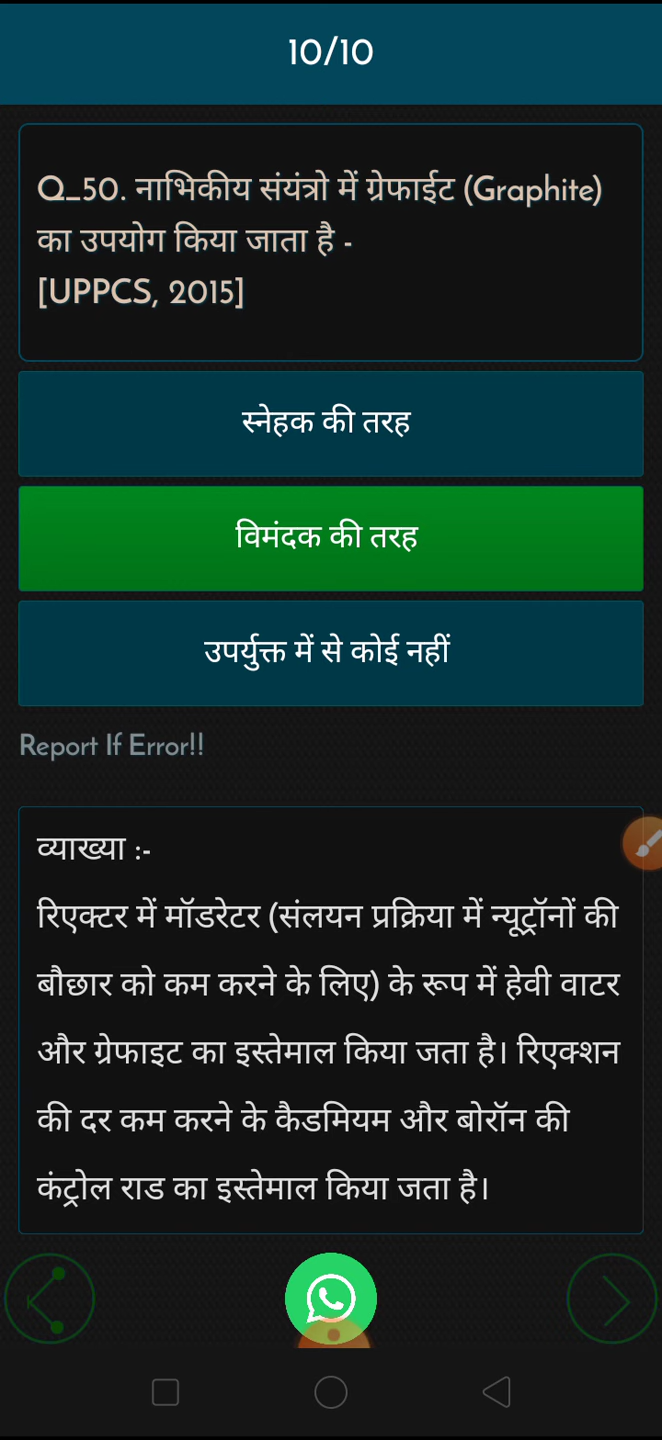 10/10
Q_50. नाभिकीय संयंत्रो में ग्रेफाईट (Graphite)
का उपयोग किया जाता है -
[UPPCS, 2015]
स्नेहक की तरह
विमंदक की तरह
उपर्युक्त में से कोई नहीं
Report If Error!!
व्याख्या :-
रिएक्टर में मॉडरेटर (संलयन प्रक्रिया में न्यूट्रॉनों की
बौछार को कम करने के लिए) के रूप में हेवी वाटर
और ग्रेफाइट का इस्तेमाल किया जता है। रिएक्शन
की दर कम करने के कैडमियम और बोरॉन की
कंट्रोल राड का इस्तेमाल किया जता है।